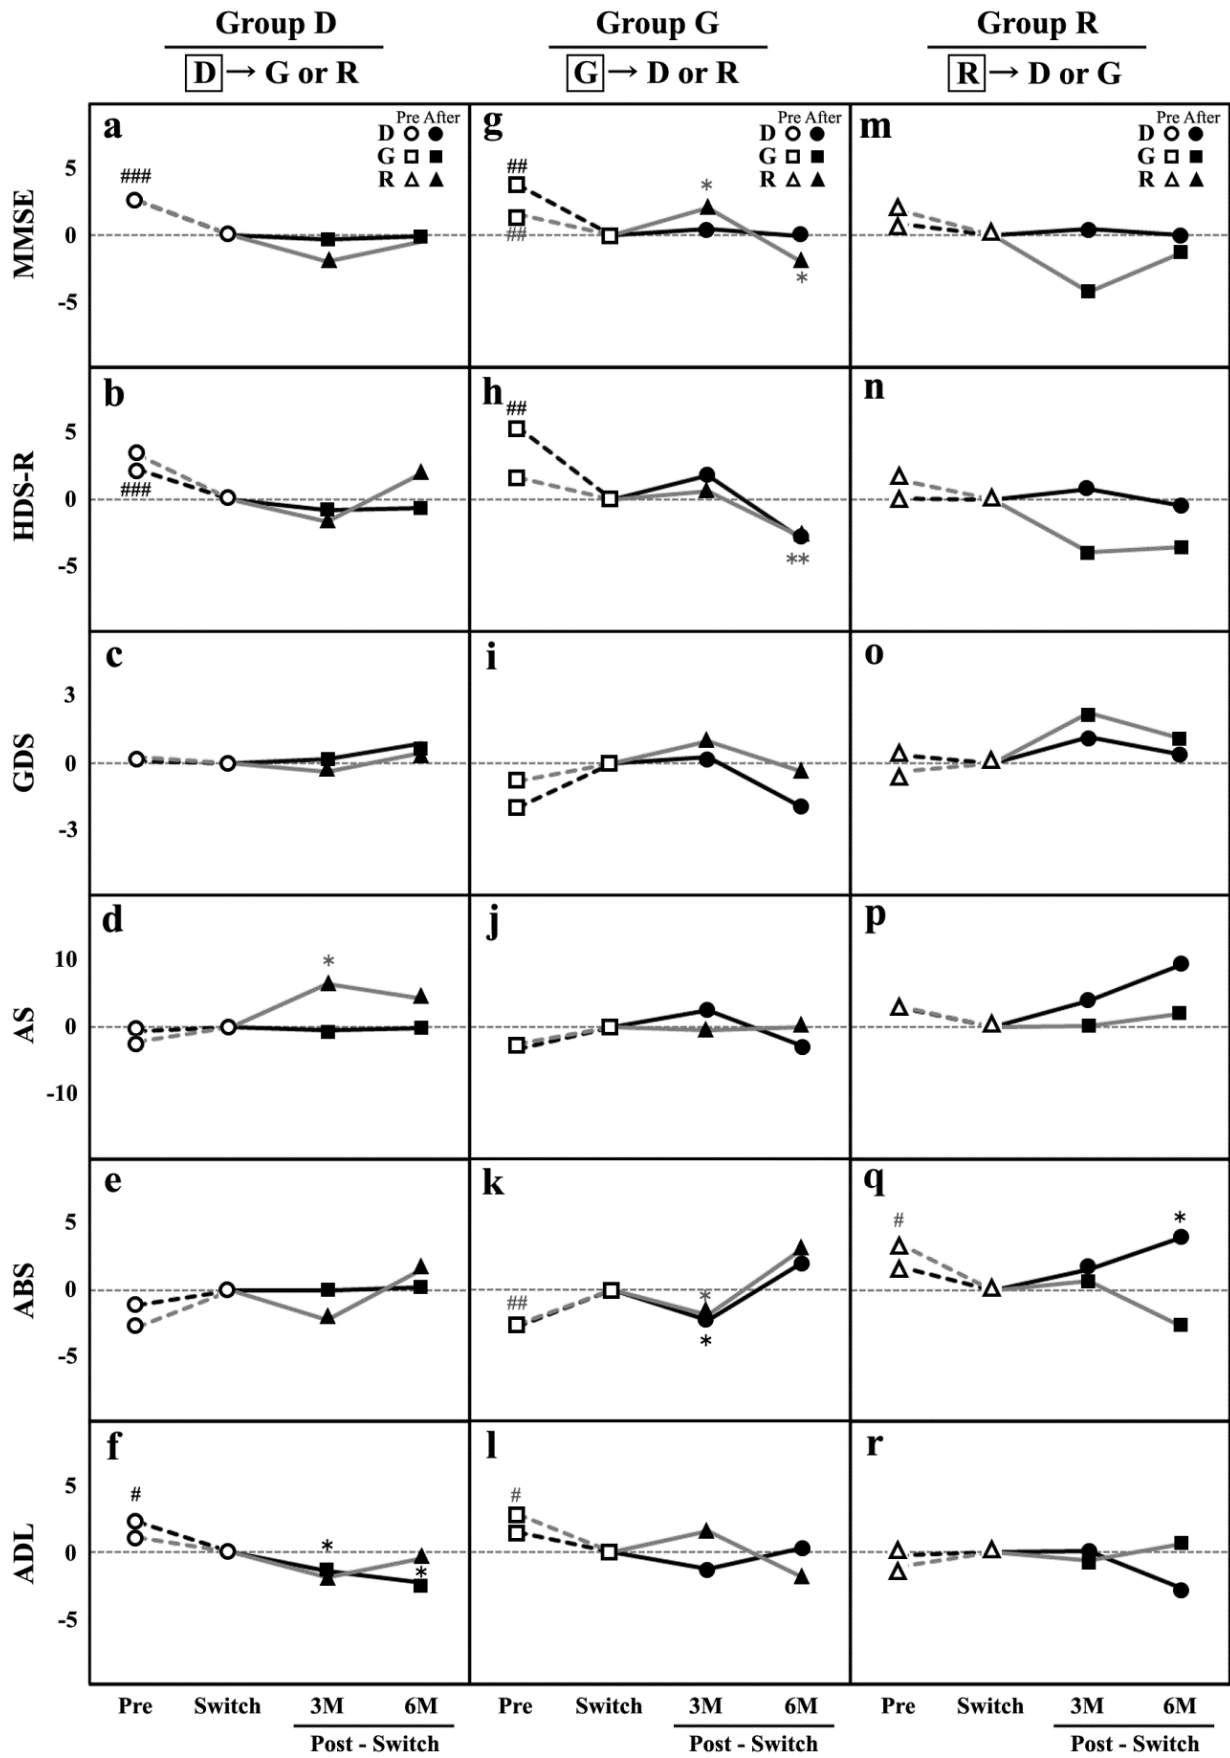 Group D Group G Group R
D → G or R G → D or R R → D or G
a Pre After g Pre After m Pre After
D D D
G G G
R R R
MMSE
5
0
-5
###
##
##
*
*
b h n
HDS-R
5
0
-5
###
##
**
c i o
GDS
3
0
-3
d j p
AS
10
0
-10
*
e k q
ABS
5
0
-5
##
*
*
#
*
f l r
ADL
5
0
-5
#
*
*
#
Pre Switch 3M 6M Pre Switch 3M 6M Pre Switch 3M 6M
Post - Switch Post - Switch Post - Switch